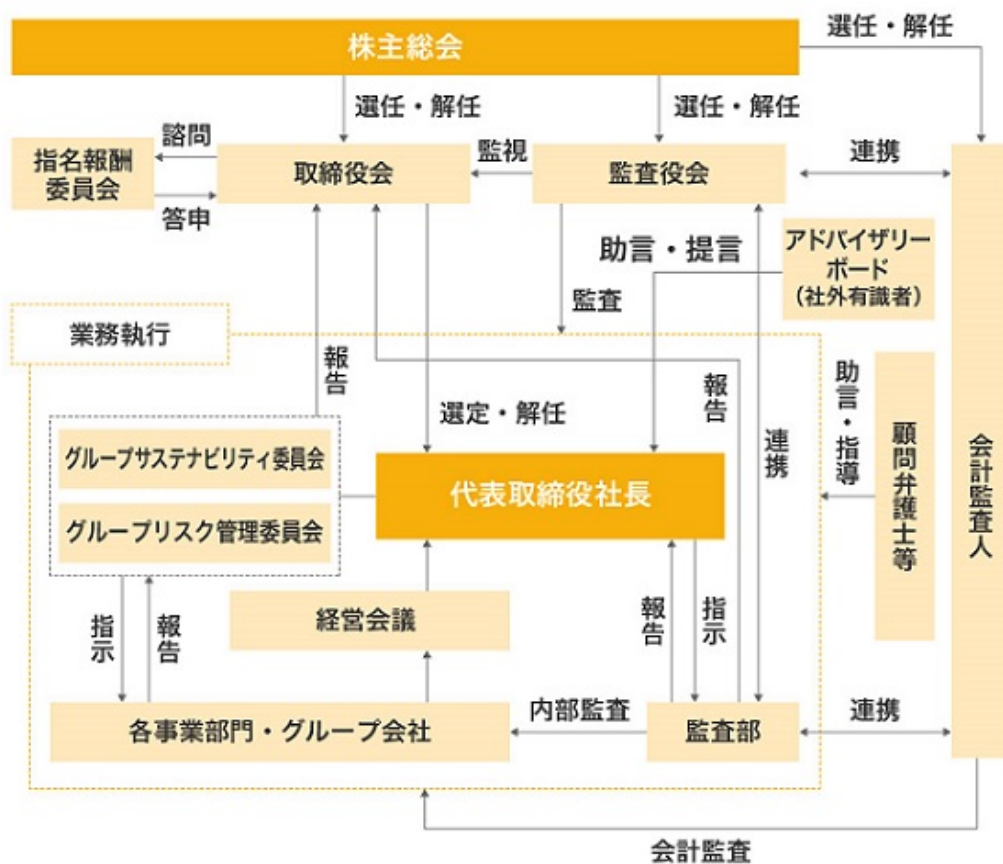 株主総会
選任・解任
選任・解任
選任・解任
諮問
指名報酬
委員会
答申
取締役会
監視
監査役会
連携
助言・提言
アドバイザリー
ボード
（社外有識者）
監査
業務執行
報告
選定・解任
報告
連携
助言・指導
顧問弁護士等
会計監査人
グループサステナビリティ委員会
グループリスク管理委員会
代表取締役社長
指示
報告
経営会議
報告
指示
各事業部門・グループ会社
内部監査
監査部
連携
会計監査